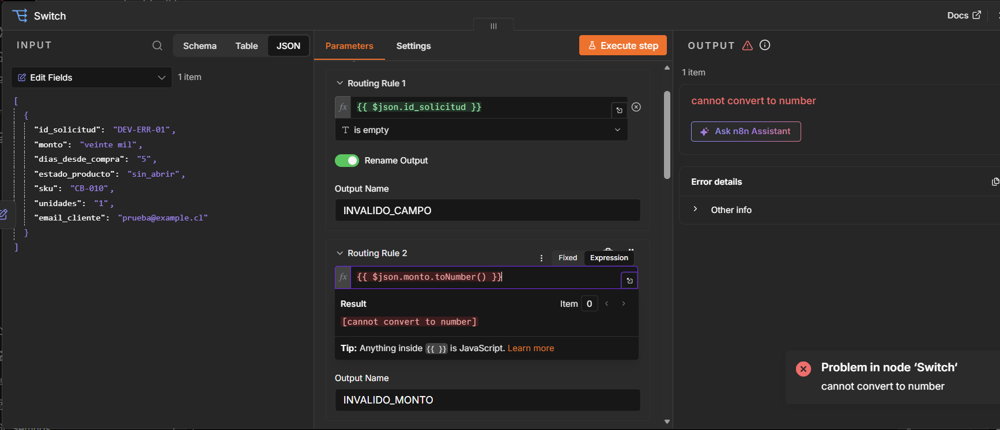 Switch
Docs
INPUT
Schema
Table
JSON
Edit Fields
1 item
[
{
"id_solicitud": "DEV-ERR-01",
"monto": "veinte mil",
"dias_desde_compra": "5",
"estado_producto": "sin_abrir",
"sku": "CB-010",
"unidades": "1",
"email_cliente": "prueba@example.cl"
}
]
Parameters
Settings
Execute step
Routing Rule 1
fx
{{ $json.id_solicitud }}
T is empty
Rename Output
Output Name
INVALIDO_CAMPO
Routing Rule 2
Fixed
Expression
fx
{{ $json.monto.toNumber() }}
Result
Item 0
[cannot convert to number]
Tip: Anything inside {{ }} is JavaScript. Learn more
Output Name
INVALIDO_MONTO
OUTPUT
1 item
cannot convert to number
Ask n8n Assistant
Error details
Other info
Problem in node ‘Switch‘
cannot convert to number